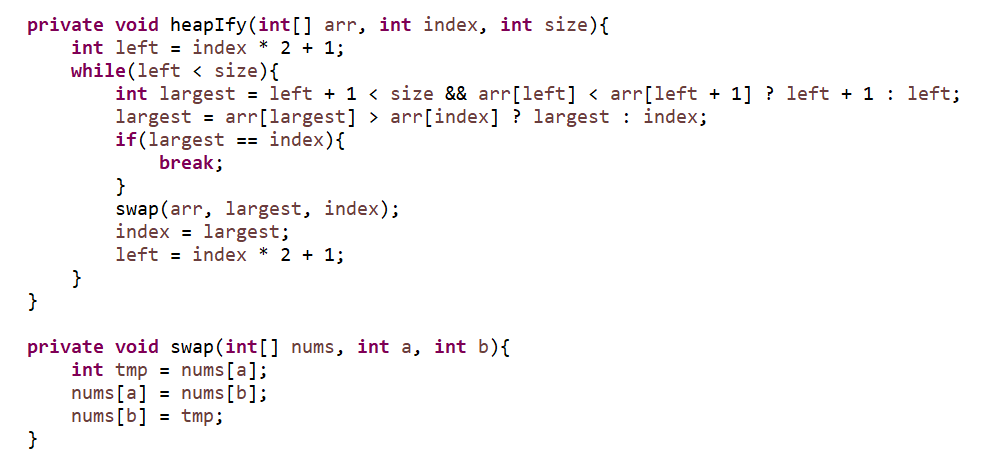 private void heapIfy(int[] arr, int index, int size){
    int left = index * 2 + 1;
    while(left < size){
        int largest = left + 1 < size && arr[left] < arr[left + 1] ? left + 1 : left;
        largest = arr[largest] > arr[index] ? largest : index;
        if(largest == index){
            break;
        }
        swap(arr, largest, index);
        index = largest;
        left = index * 2 + 1;
    }
}

private void swap(int[] nums, int a, int b){
    int tmp = nums[a];
    nums[a] = nums[b];
    nums[b] = tmp;
}